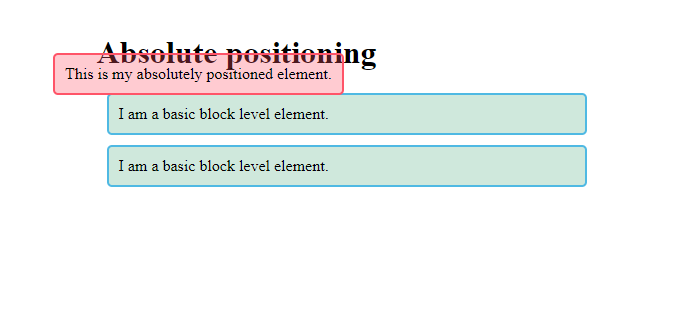 Absolute positioning
This is my absolutely positioned element.
I am a basic block level element.
I am a basic block level element.